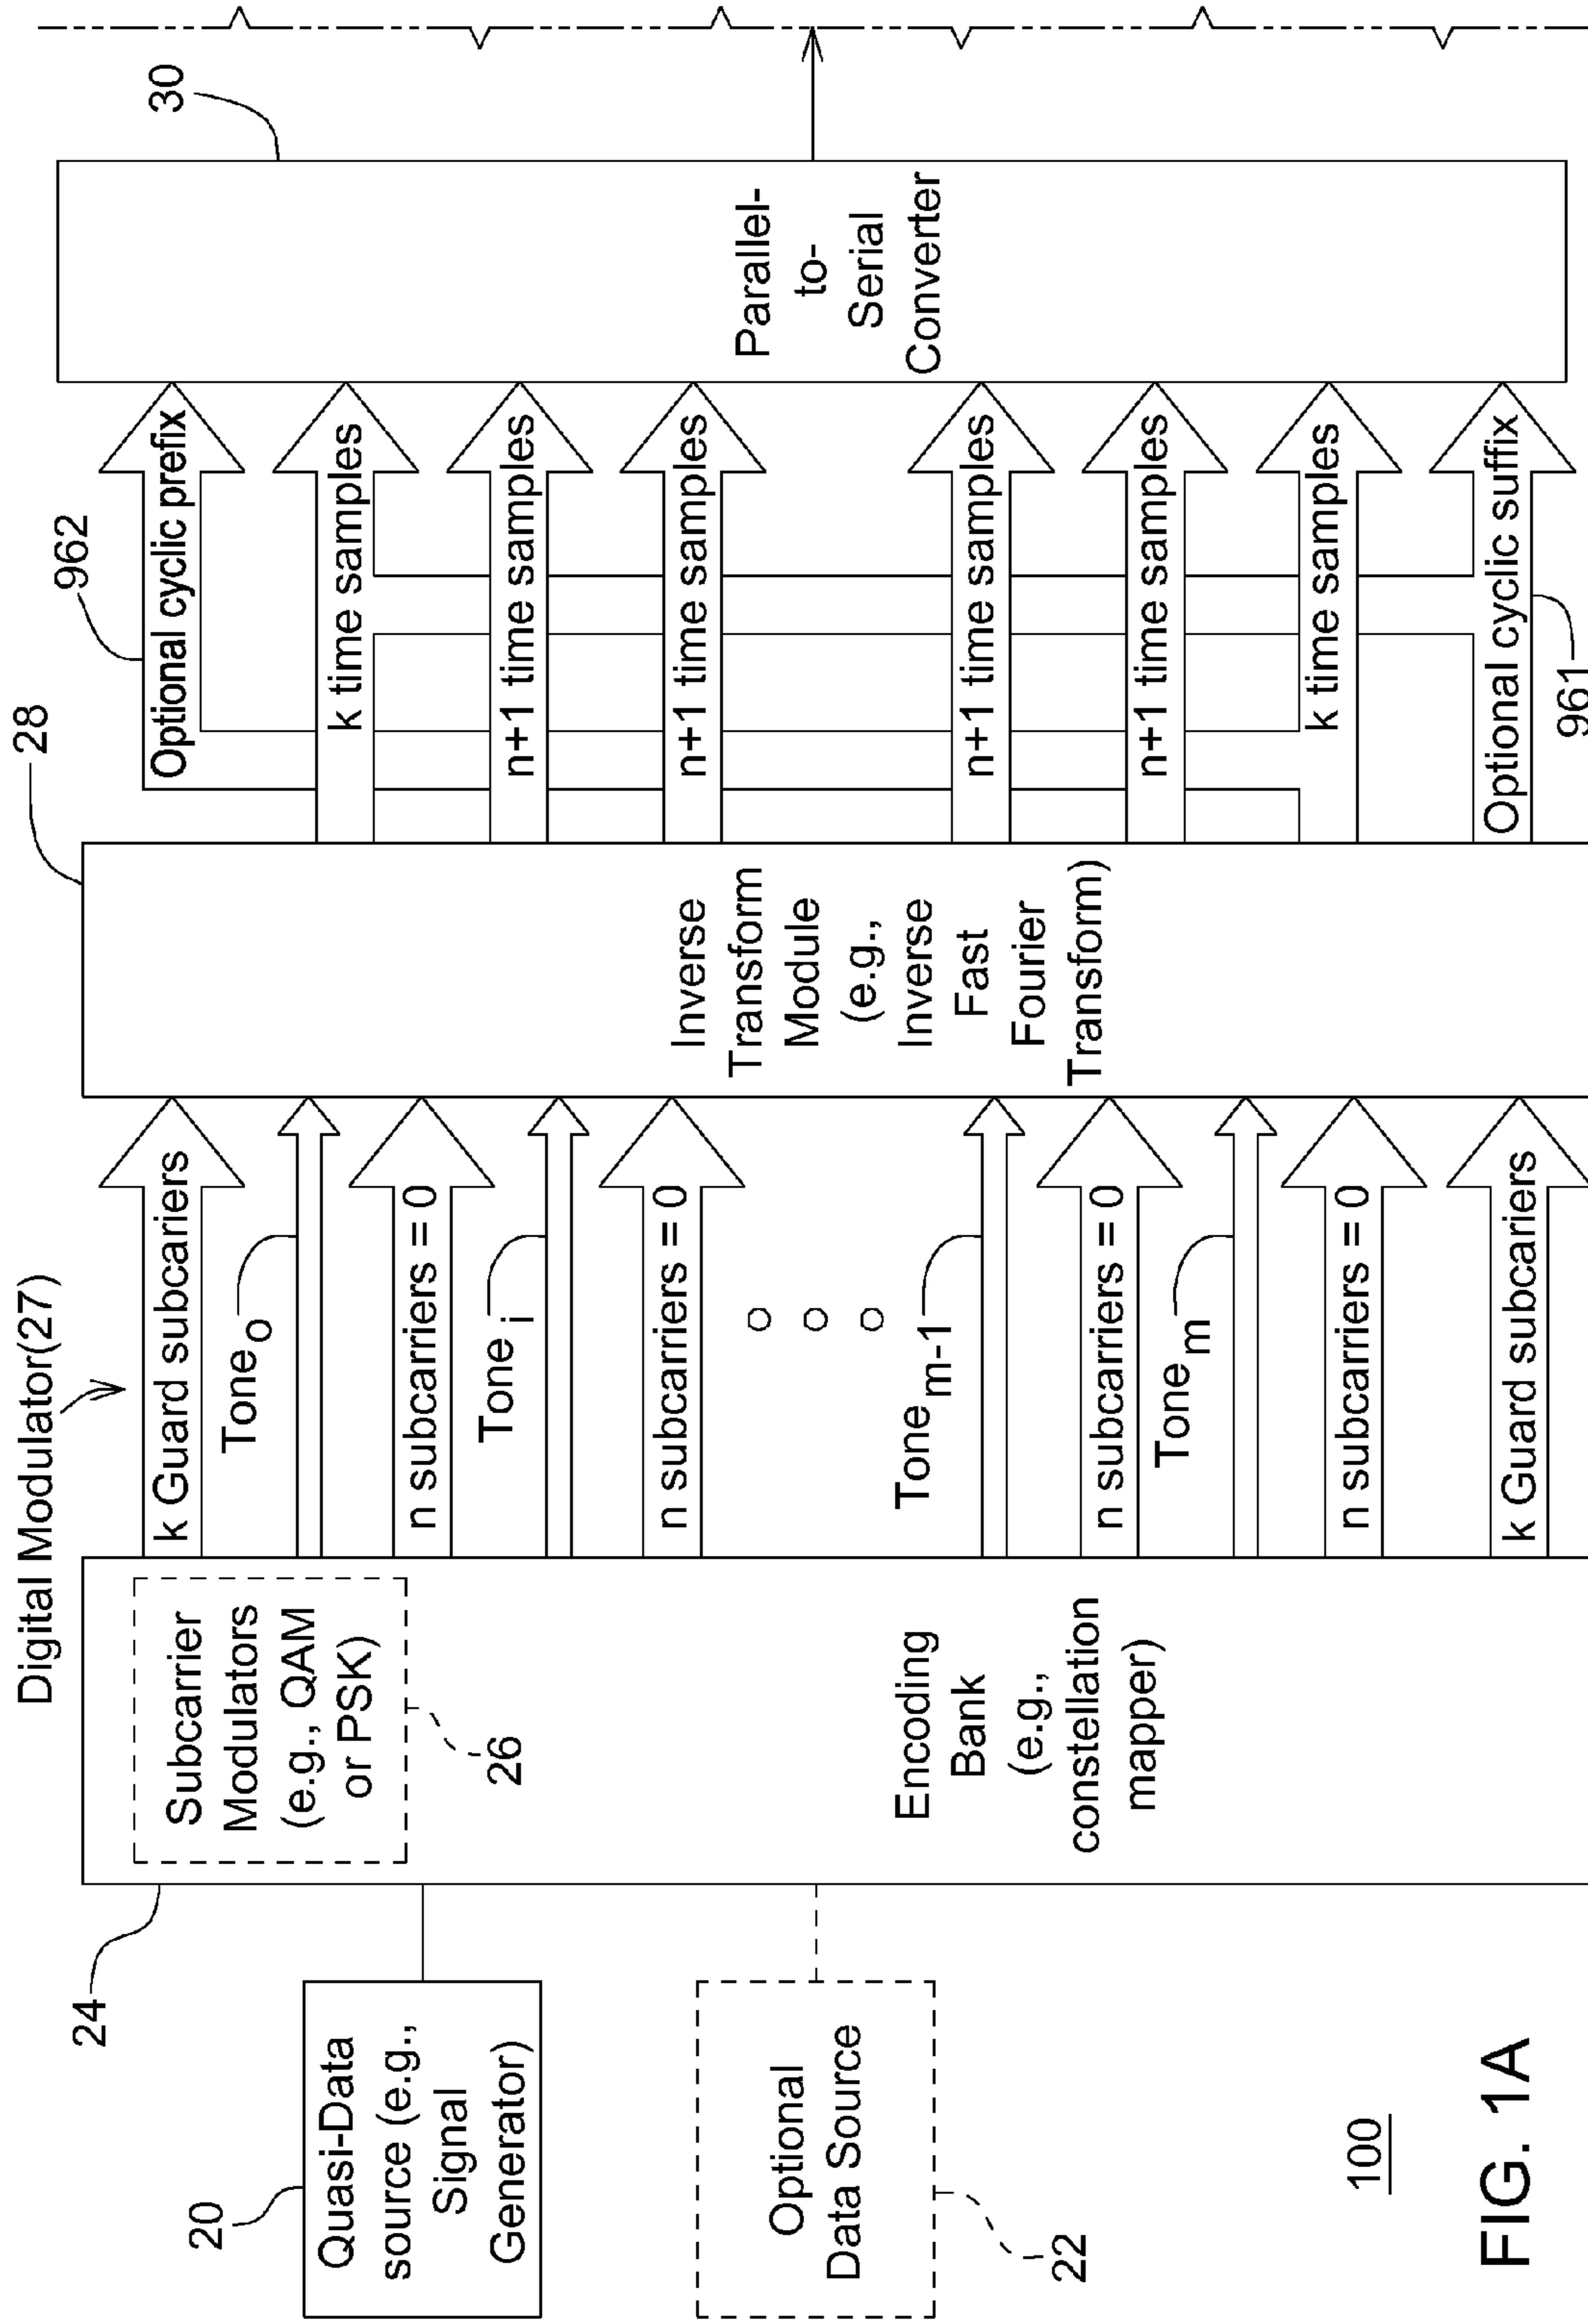 Digital Modulator(27)
24
28
962
30
20
Quasi-Data
source (e.g.,
Signal
Generator)
Optional
Data Source
22
Subcarrier
Modulators
(e.g., QAM
or PSK)
26
Encoding
Bank
(e.g.,
constellation
mapper)
k Guard subcariers
Tone o
n subcarriers = 0
Tone i
n subcarriers = 0
Tone m-1
n subcarriers = 0
Tone m
n subcarriers = 0
k Guard subcariers
Inverse
Transform
Module
(e.g.,
Inverse
Fast
Fourier
Transform)
Optional cyclic prefix
k time samples
n+1 time samples
n+1 time samples
n+1 time samples
n+1 time samples
k time samples
Optional cyclic suffix
961
Parallel-
to-
Serial
Converter
100
FIG. 1A